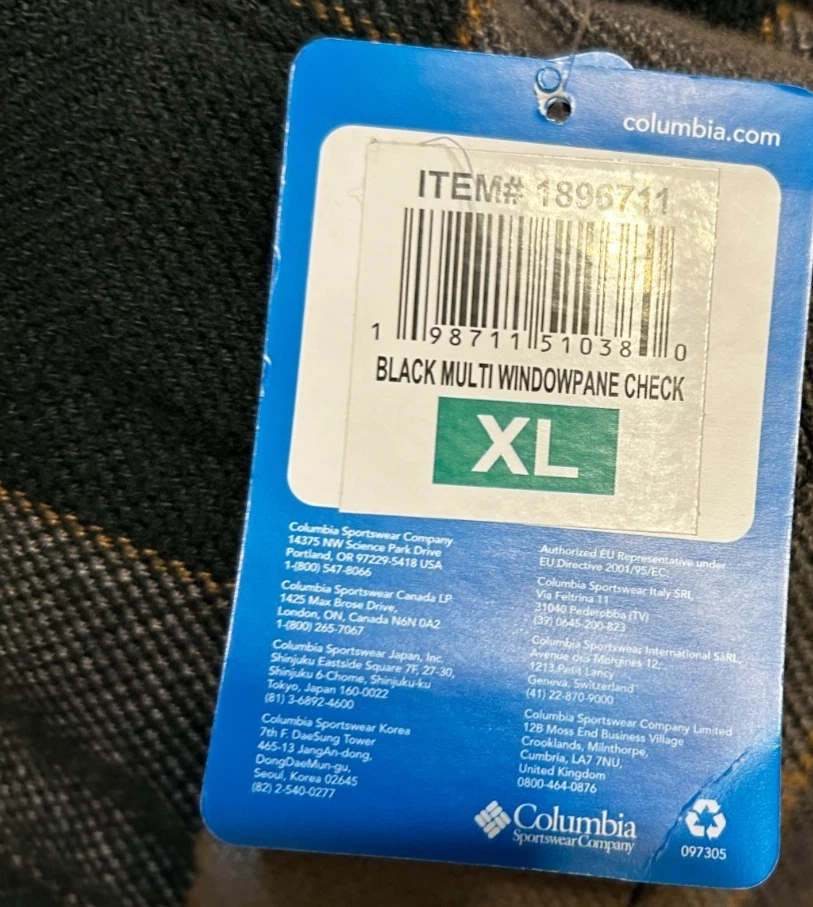 columbia.com
ITEM# 1896711
1 98711 51038 0
BLACK MULTI WINDOWPANE CHECK
XL
Columbia Sportswear Company
14375 NW Science Park Drive
Portland, OR 97229-5418 USA
1-(800) 547-8066
Columbia Sportswear Canada LP
1425 Max Brose Drive,
London, ON, Canada N6N 0A2
1-(800) 265-7067
Columbia Sportswear Japan, Inc.
Shinjuku Eastside Square 7F, 27-30,
Shinjuku 6-Chome, Shinjuku-ku
Tokyo, Japan 160-0022
(81) 3-6892-4600
Columbia Sportswear Korea
7th F. DaeSung Tower
465-13 JangAn-dong,
DongDaeMun-gu,
Seoul, Korea 02645
(82) 2-540-0277
Authorized EU Representative under
EU Directive 2001/95/EC:
Columbia Sportswear Italy SRL
Via Feltrina 11
31040 Pederobba (TV)
(39) 0645-200-823
Columbia Sportswear International SARL,
Avenue des Morgines 12,
1213 Petit Lancy
Geneva, Switzerland
(41) 22-870-9000
Columbia Sportswear Company Limited
12B Moss End Business Village
Crooklands, Milnthorpe,
Cumbria, LA7 7NU,
United Kingdom
0800-464-0876
Columbia
Sportswear Company
097305